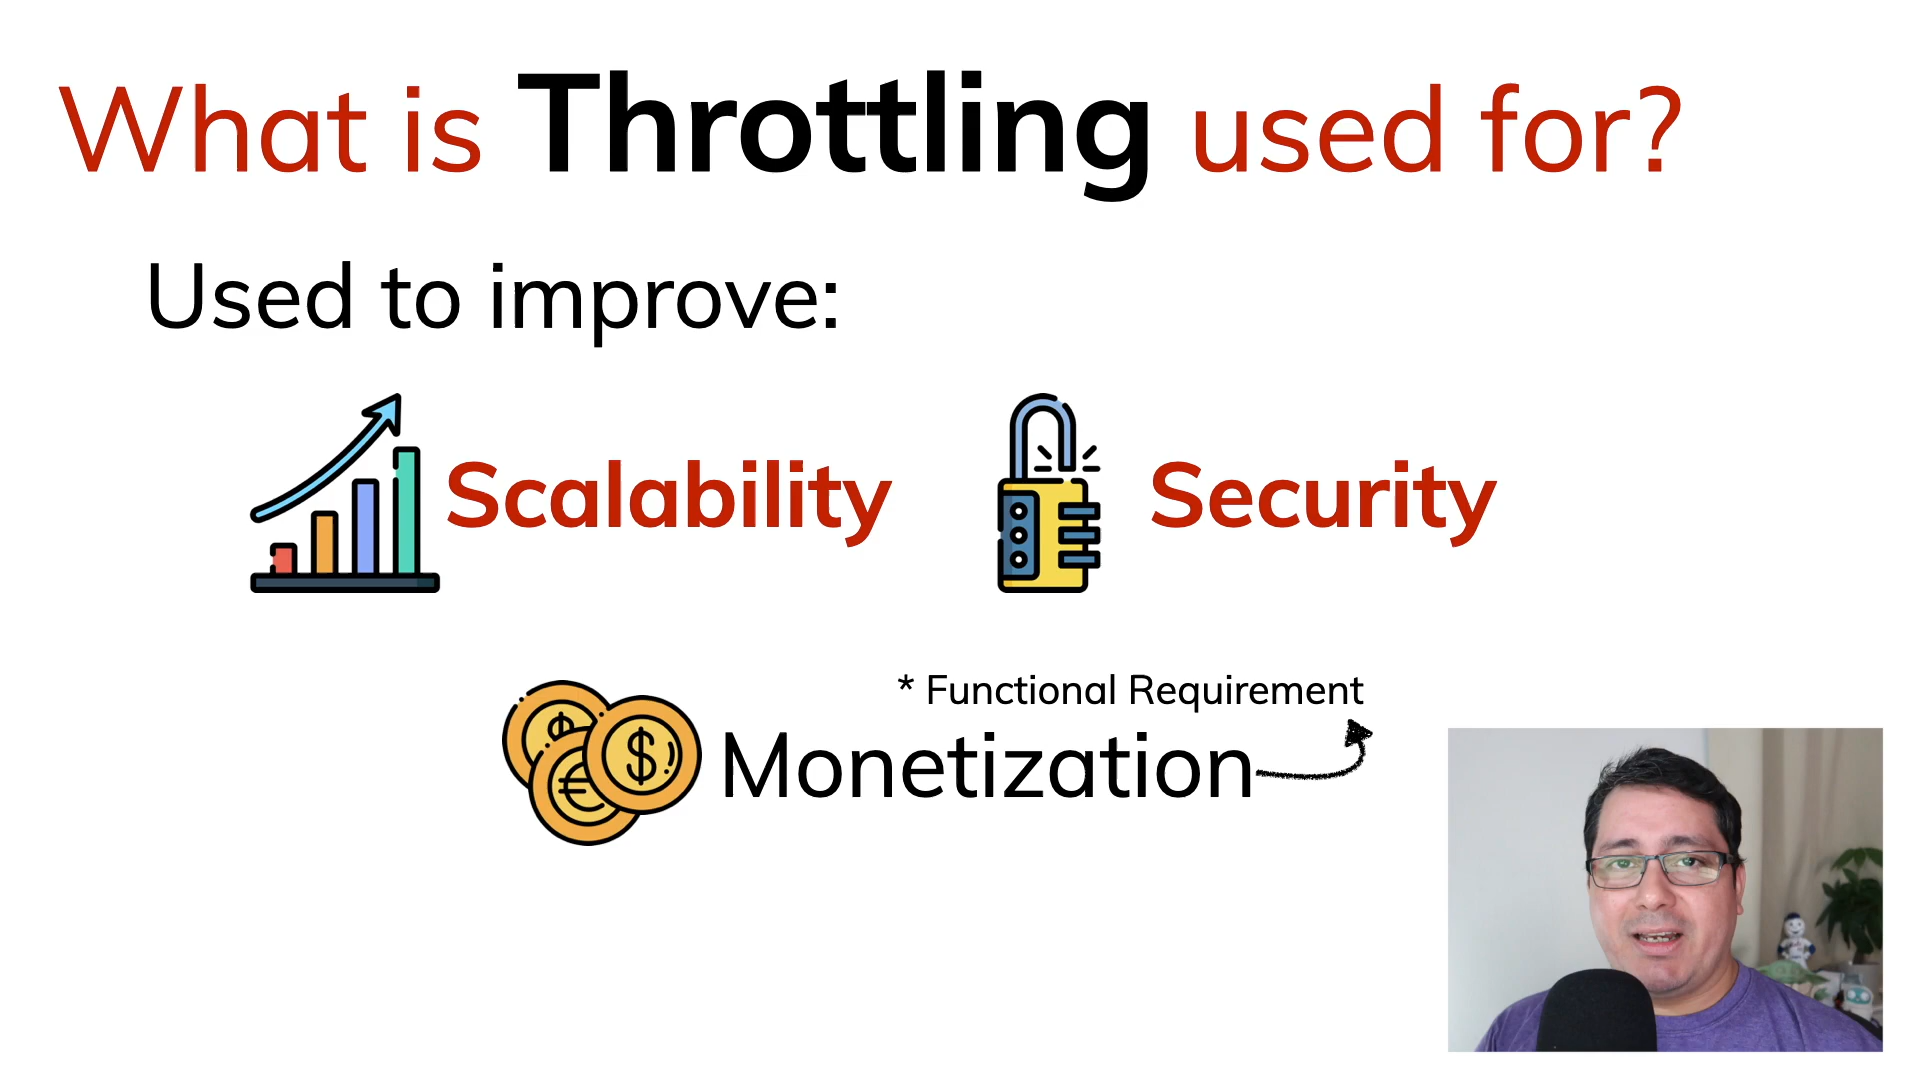 What is Throttling used for?
Used to improve:
Scalability
Security
* Functional Requirement
Monetization